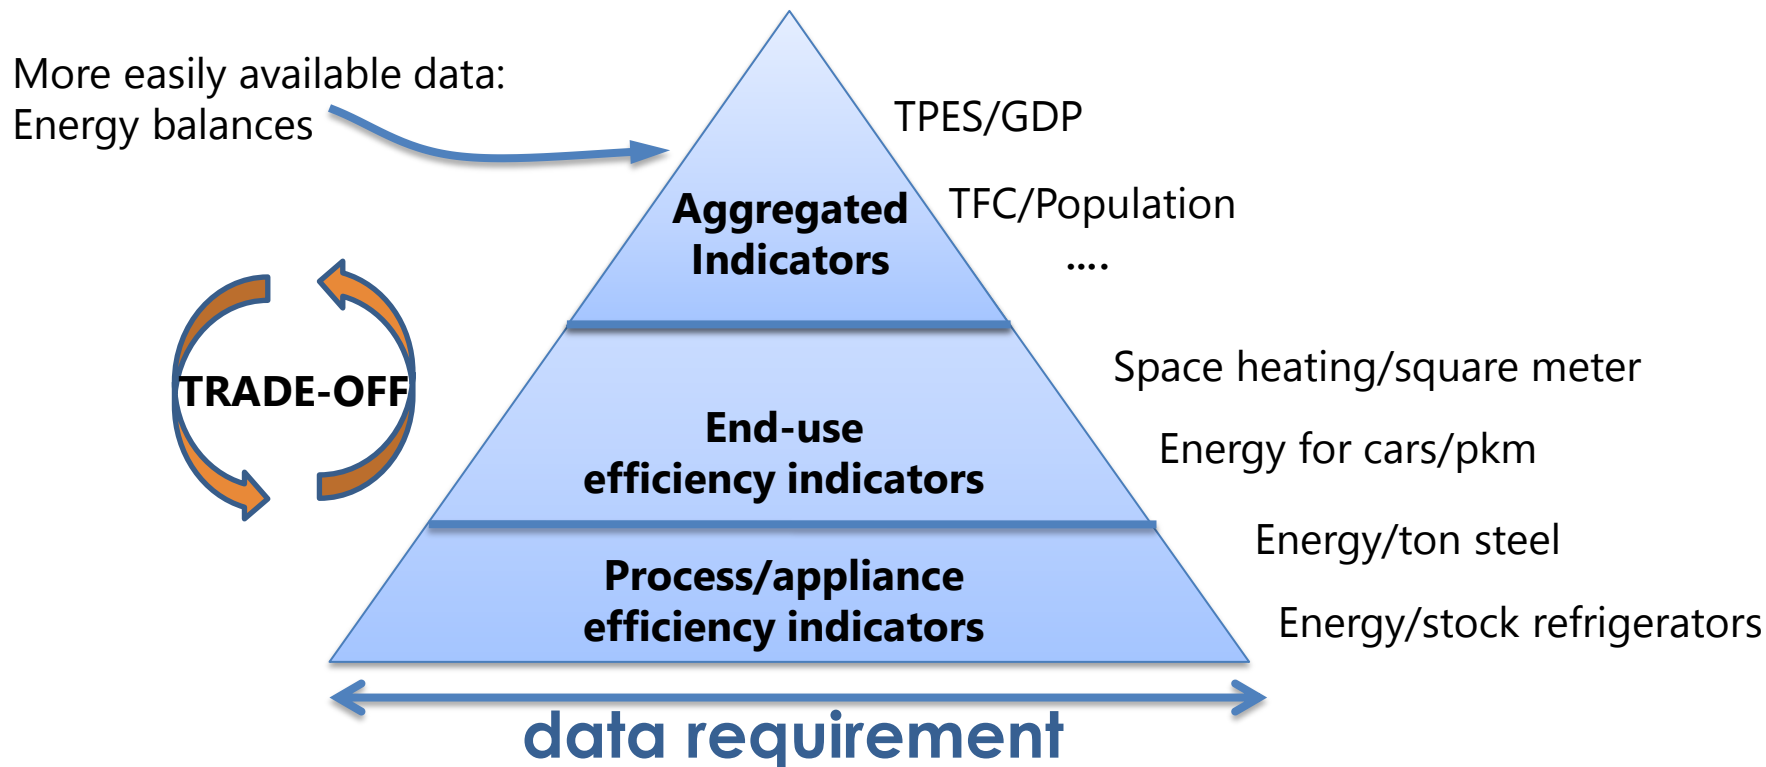 More easily available data:
Energy balances
TPES/GDP
TFC/Population
....
Aggregated
Indicators
TRADE-OFF
Space heating/square meter
Energy for cars/pkm
End-use
efficiency indicators
Energy/ton steel
Energy/stock refrigerators
Process/appliance
efficiency indicators
data requirement